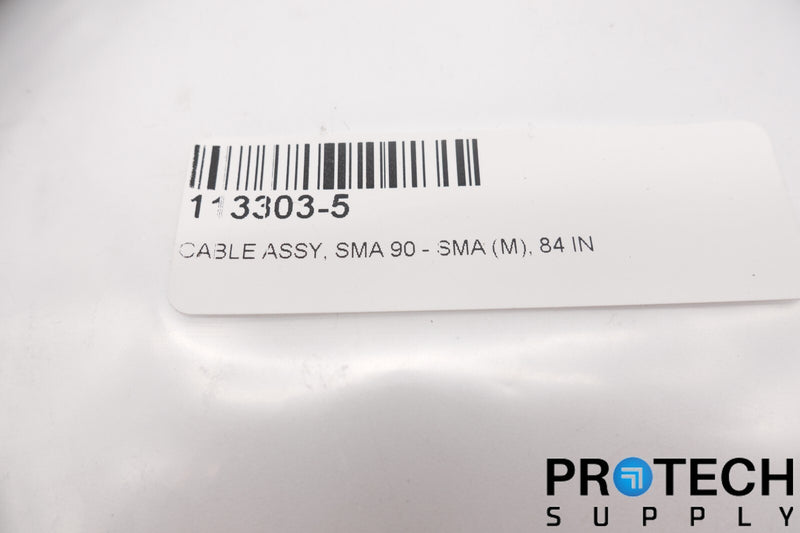 113303-5
CABLE ASSY, SMA 90 - SMA (M), 84 IN
PROTECH
SUPPLY